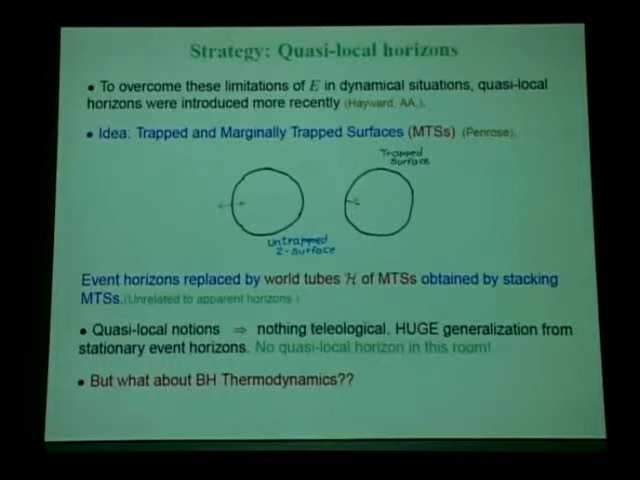 Strategy: Quasi-local horizons
• To overcome these limitations of E in dynamical situations, quasi-local
horizons were introduced more recently (Hayward, AA,).
• Idea: Trapped and Marginally Trapped Surfaces (MTSs) (Penrose).
Trapped
Surface
Untrapped
2-Surface
Event horizons replaced by world tubes H of MTSs obtained by stacking
MTSs.(Unrelated to apparent horizons.)
• Quasi-local notions ⇒ nothing teleological. HUGE generalization from
stationary event horizons. No quasi-local horizon in this room!
• But what about BH Thermodynamics??